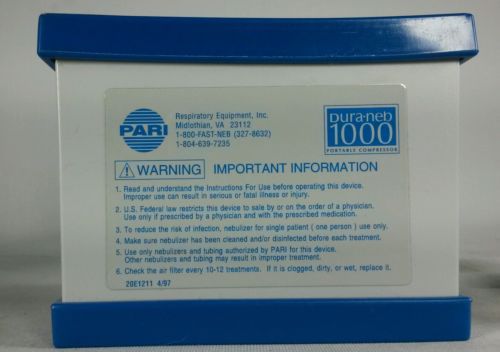 PARI
Respiratory Equipment, Inc.
Midlothian, VA 23112
1-800-FAST-NEB (327-8632)
1-804-639-7235
Dura-neb
1000
PORTABLE COMPRESSOR
WARNING IMPORTANT INFORMATION
1. Read and understand the Instructions For Use before operating this device.
Improper use can result in serious or fatal illness or injury.
2. U.S. Federal law restricts this device to sale by or on the order of a physician.
Use only if prescribed by a physician and with the prescribed medication.
3. To reduce the risk of infection, nebulizer for single patient ( one person ) use only.
4. Make sure nebulizer has been cleaned and/or disinfected before each treatment.
5. Use only nebulizers and tubing authorized by PARI for this device.
Other nebulizers and tubing may result in improper treatment.
6. Check the air filter every 10-12 treatments. If it is clogged, dirty, or wet, replace it.
20E1211 4/97